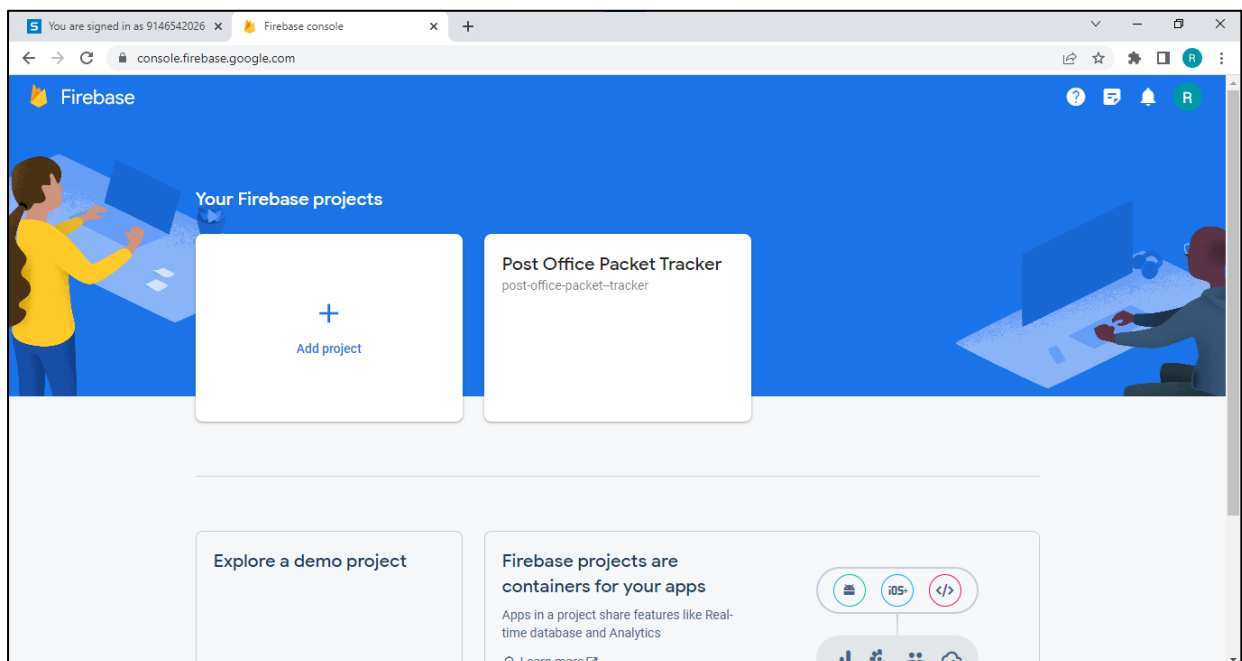 You are signed in as 9146542026
Firebase console
console.firebase.google.com
R
Firebase
R
Your Firebase projects
Add project
Post Office Packet Tracker
post-office-packet--tracker
Explore a demo project
Firebase projects are
containers for your apps
Apps in a project share features like Real-
time database and Analytics
Learn more
iOS+
</>